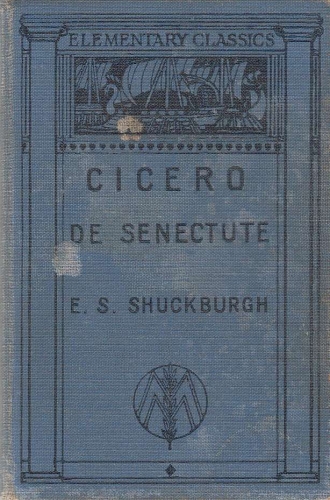 ELEMENTARY CLASSICS
CICERO
DE SENECTUTE
E. S. SHUCKBURGH